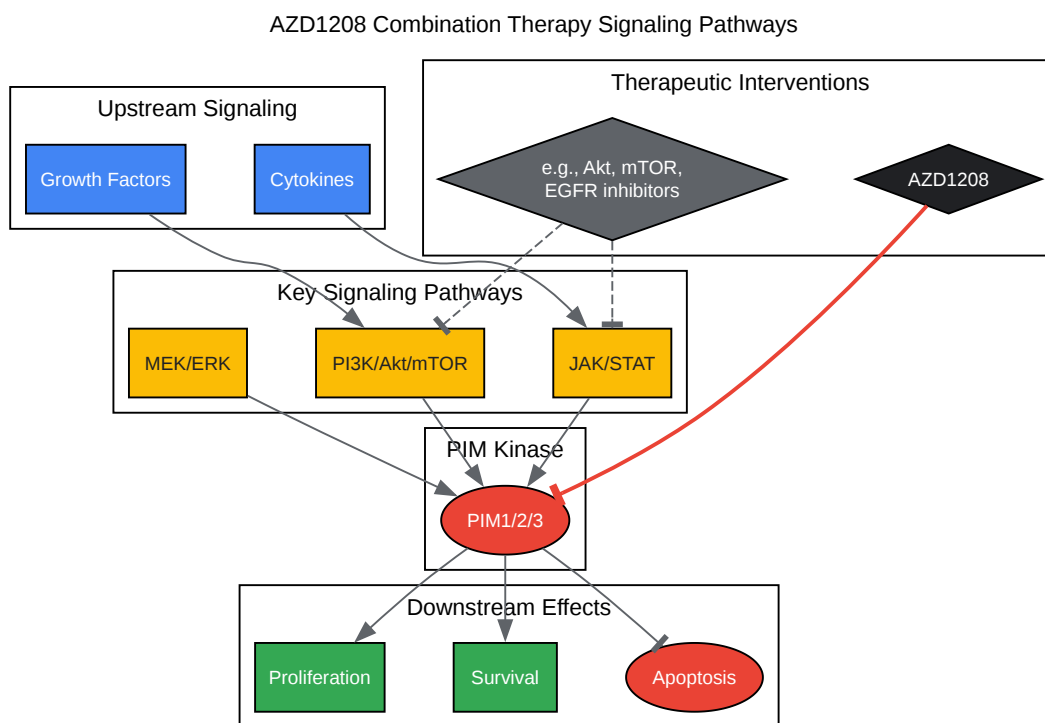 AZD1208 Combination Therapy Signaling Pathways
Upstream Signaling
Therapeutic Interventions
Growth Factors
Cytokines
e.g., Akt, mTOR,
EGFR inhibitors
AZD1208
Key Signaling Pathways
MEK/ERK
PI3K/Akt/mTOR
JAK/STAT
PIM Kinase
PIM1/2/3
Downstream Effects
Proliferation
Survival
Apoptosis